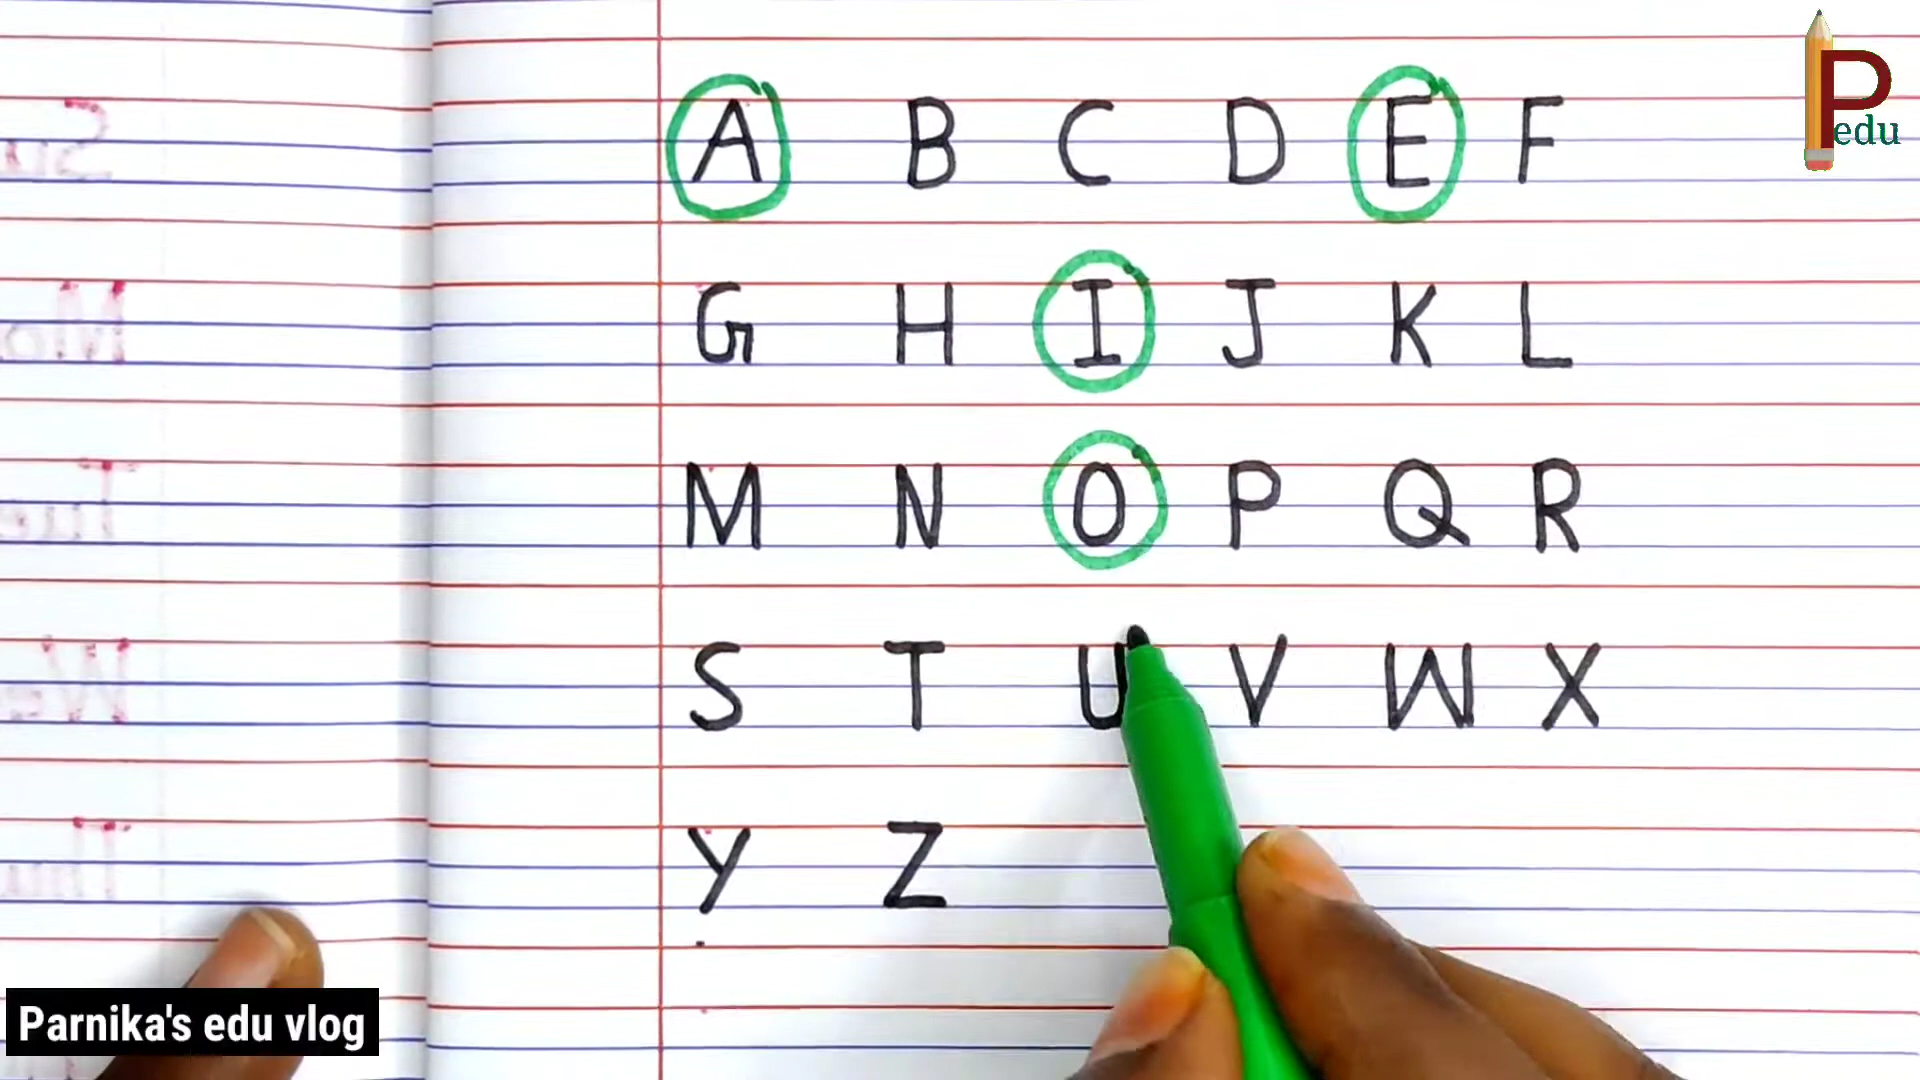 A B C D E F
G H I J K L
M N O P Q R
S T U V W X
Y Z
P
edu
Parnika's edu vlog